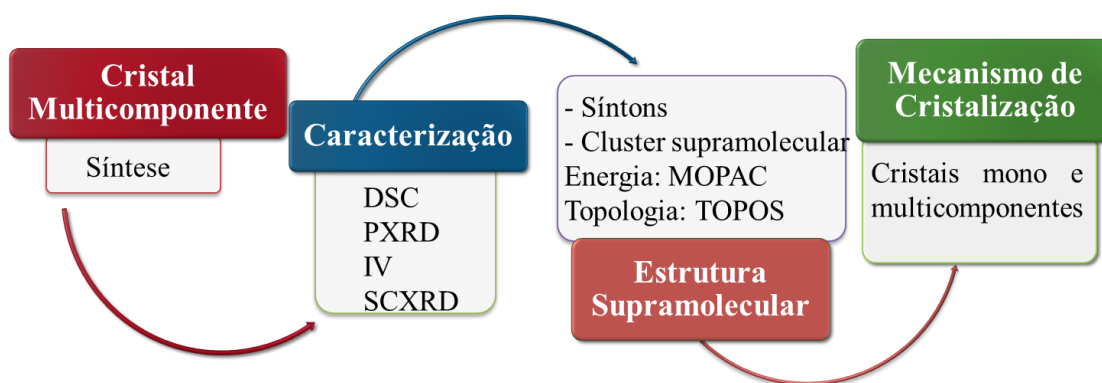 Cristal
Multicomponente
Síntese
Caracterização
DSC
PXRD
IV
SCXRD
- Síntons
- Cluster supramolecular
Energia: MOPAC
Topologia: TOPOS
Estrutura
Supramolecular
Mecanismo de
Cristalização
Cristais mono e
multicomponentes